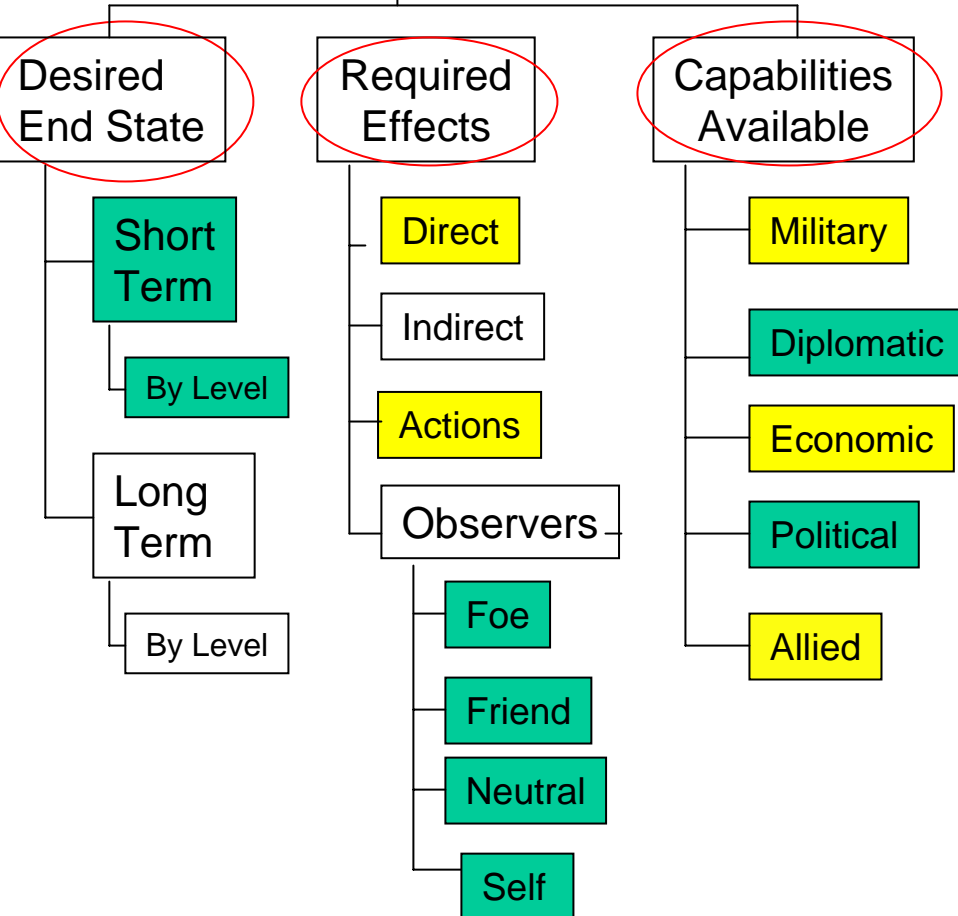 Desired
End State
Short
Term
By Level
Long
Term
By Level
Required
Effects
Direct
Indirect
Actions
Observers
Foe
Friend
Neutral
Self
Capabilities
Available
Military
Diplomatic
Economic
Political
Allied